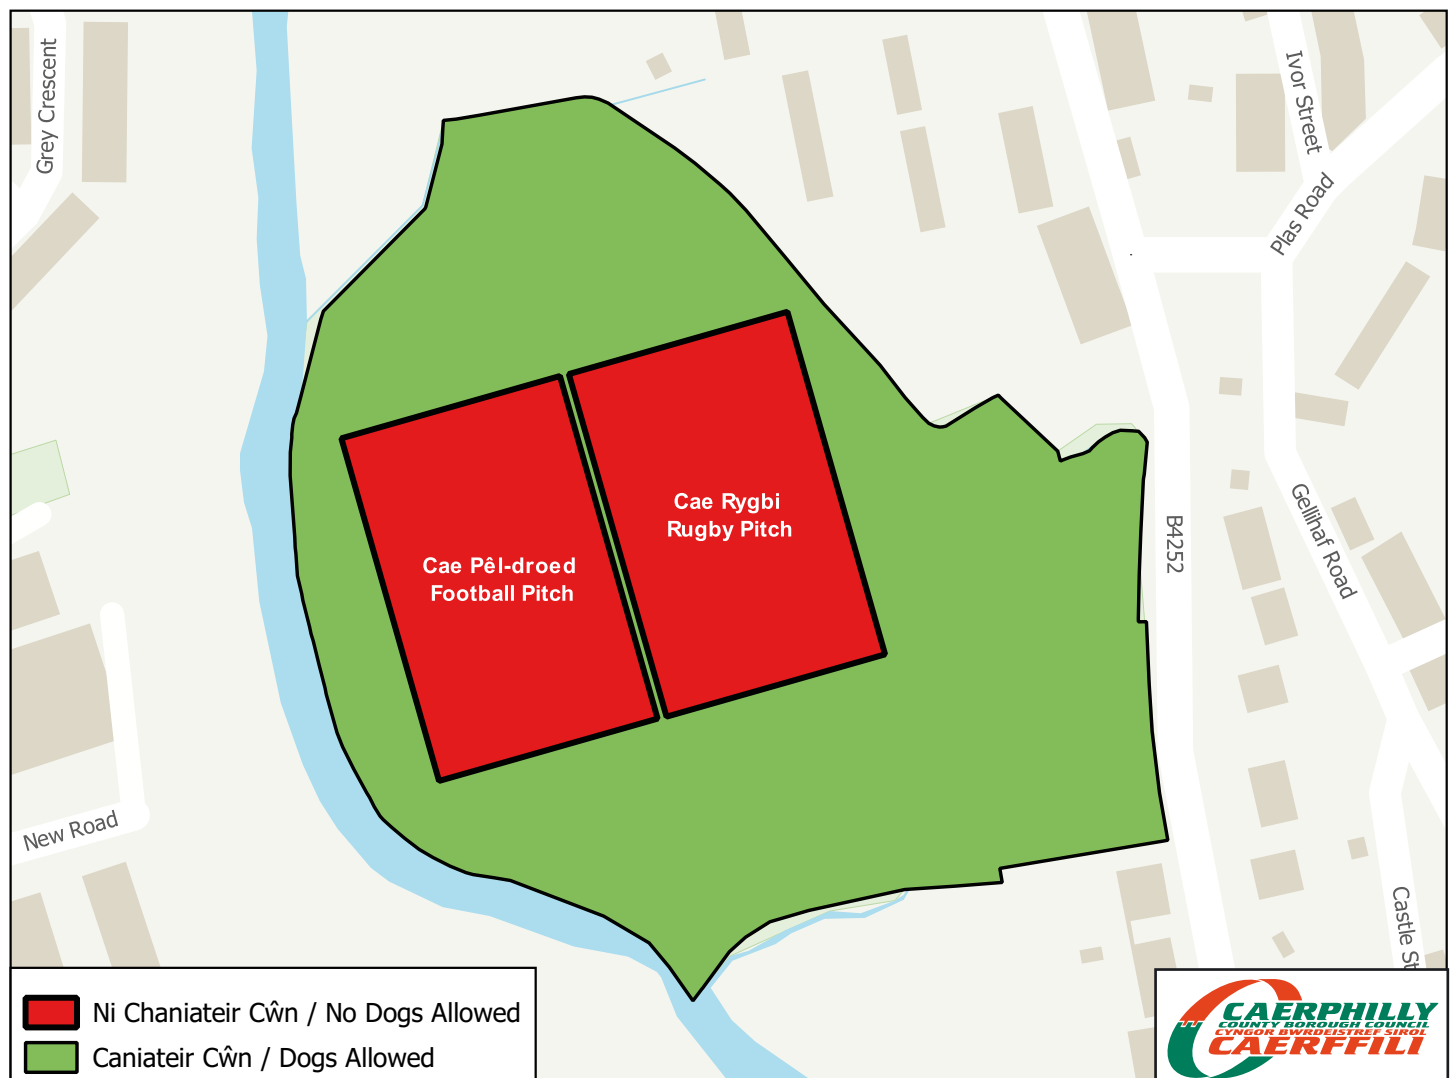 Grey Crescent
Ivor Street
Plas Road
Cae Rygbi
Rugby Pitch
B4252
Gellihaf Road
Cae Pêl-droed
Football Pitch
New Road
Castle St
Ni Chaniateir Cŵn / No Dogs Allowed
Caniateir Cŵn / Dogs Allowed
CAERPHILLY
COUNTY BOROUGH COUNCIL
CYNGOR BWRDEISTREF SIROL
CAERFFILI